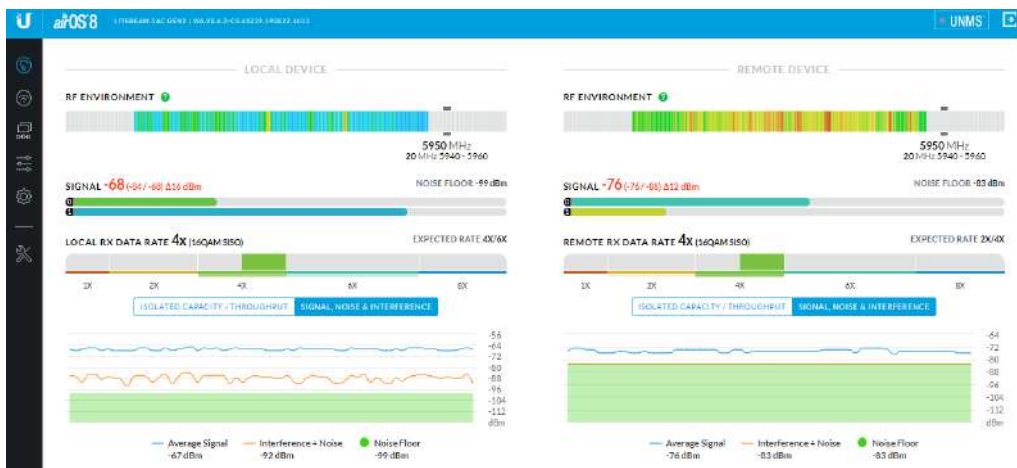 airOS 8
UNMS
LOCAL DEVICE
RF ENVIRONMENT
5950 MHz
20 MHz 5940 - 5960
SIGNAL -68 (-84 / -68) Δ16 dBm
NOISE FLOOR -99 dBm
0
1
LOCAL RX DATA RATE 4X (16QAM SISO)
EXPECTED RATE 4X/6X
1X 2X 4X 6X 8X
ISOLATED CAPACITY / THROUGHPUT
SIGNAL, NOISE & INTERFERENCE
-56
-64
-72
-80
-88
-96
-104
-112
dBm
Average Signal
-67 dBm
Interference + Noise
-92 dBm
Noise Floor
-99 dBm
REMOTE DEVICE
RF ENVIRONMENT
5950 MHz
20 MHz 5940 - 5960
SIGNAL -76 (-76 / -88) Δ12 dBm
NOISE FLOOR -83 dBm
0
1
REMOTE RX DATA RATE 4X (16QAM SISO)
EXPECTED RATE 2X/4X
1X 2X 4X 6X 8X
ISOLATED CAPACITY / THROUGHPUT
SIGNAL, NOISE & INTERFERENCE
-64
-72
-80
-88
-96
-104
-112
dBm
Average Signal
-76 dBm
Interference + Noise
-83 dBm
Noise Floor
-83 dBm